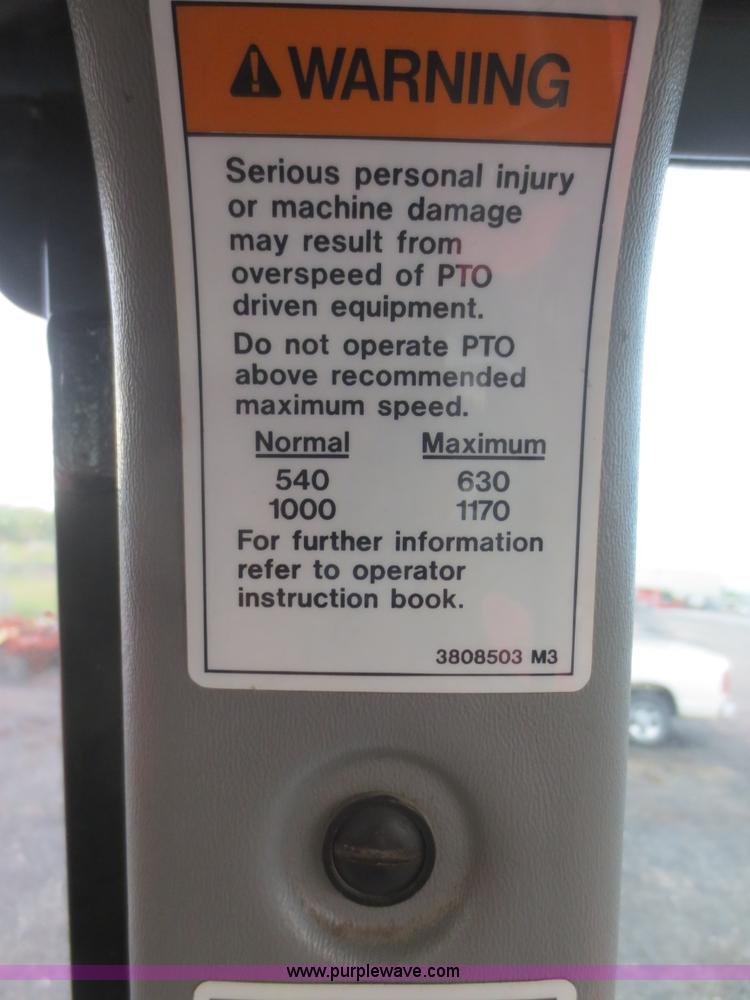 WARNING
Serious personal injury
or machine damage
may result from
overspeed of PTO
driven equipment.
Do not operate PTO
above recommended
maximum speed.
Normal Maximum
540 630
1000 1170
For further information
refer to operator
instruction book.
3808503 M3
www.purplewave.com